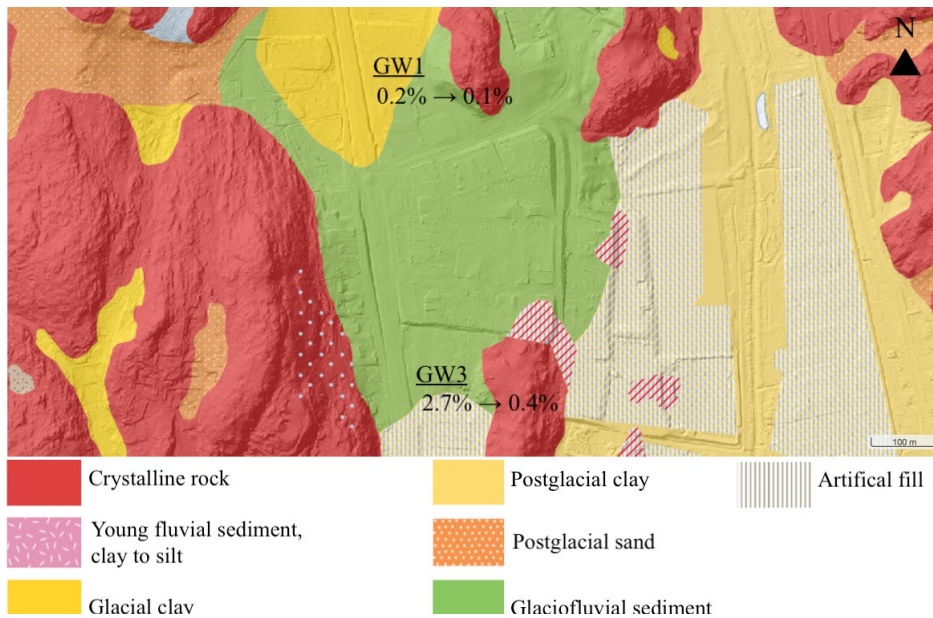 N
GW1
0.2% → 0.1%
GW3
2.7% → 0.4%
100 m
Crystalline rock
Postglacial clay
Artifical fill
Young fluvial sediment,
clay to silt
Postglacial sand
Glacial clay
Glaciofluvial sediment